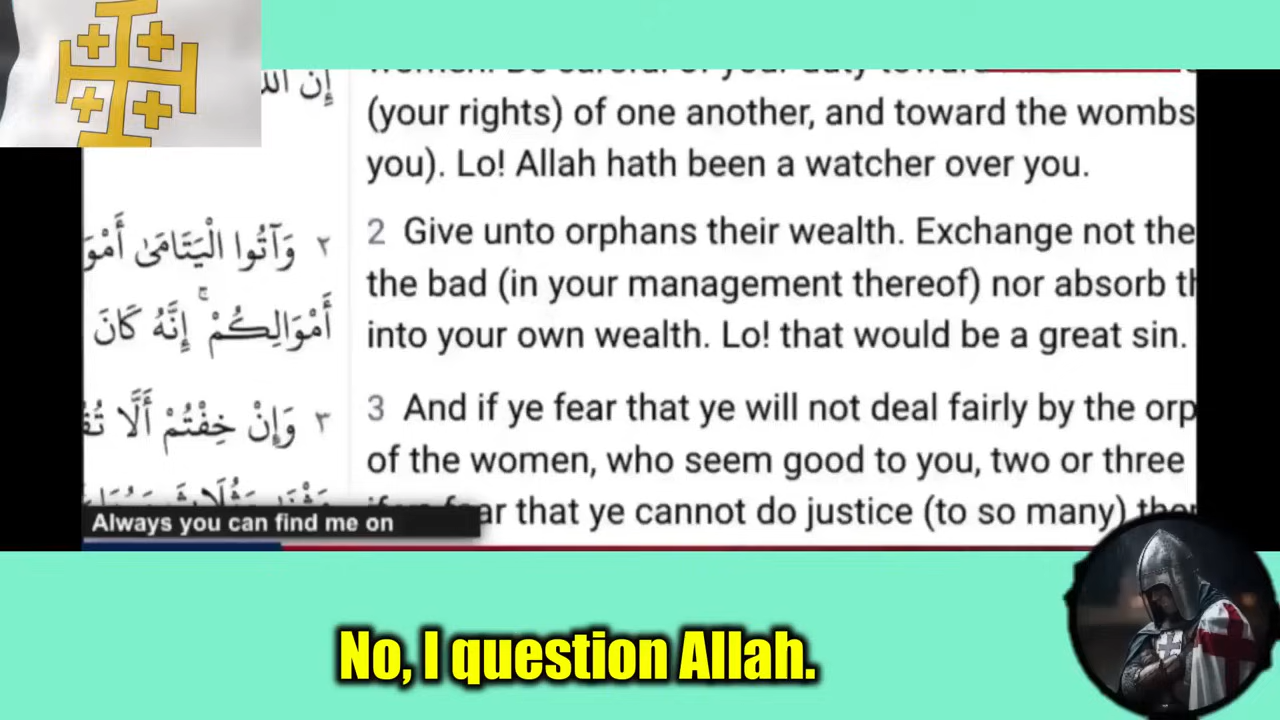 إِنَّ
(your rights) of one another, and toward the wombs
you). Lo! Allah hath been a watcher over you.
٢ وَآتُوا الْيَتَامَىٰ
2 Give unto orphans their wealth. Exchange not the
the bad (in your management thereof) nor absorb
أَمْوَالِكُمْ ۚ إِنَّهُ كَانَ
into your own wealth. Lo! that would be a great sin.
٣ وَإِنْ خِفْتُمْ أَلَّا
3 And if ye fear that ye will not deal fairly by the
of the women, who seem good to you, two or three
that ye cannot do justice (to so many)
Always you can find me on
No, I question Allah.